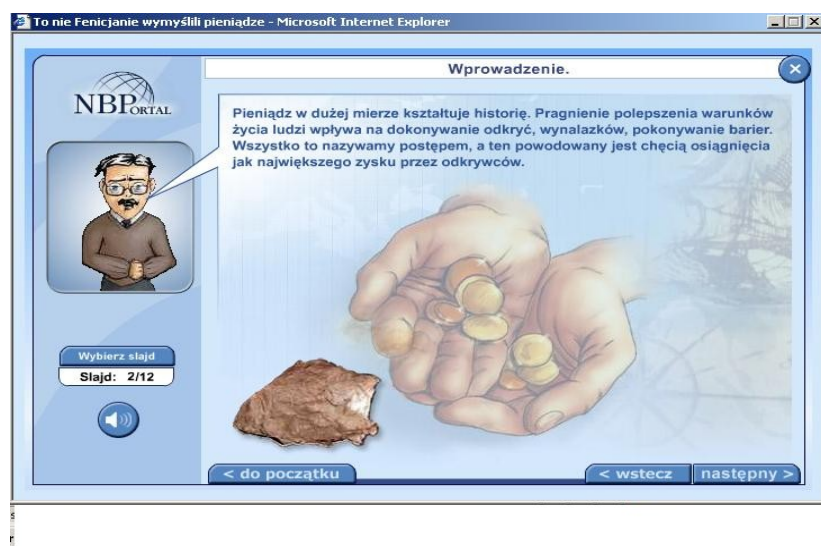 To nie Fenicjanie wymyślili pieniądze - Microsoft Internet Explorer
Wprowadzenie.
NBPORTAL
Pieniądz w dużej mierze kształtuje historię. Pragnienie polepszenia warunków
życia ludzi wpływa na dokonywanie odkryć, wynalazków, pokonywanie barier.
Wszystko to nazywamy postępem, a ten powodowany jest chęcią osiągnięcia
jak największego zysku przez odkrywców.
Wybierz slajd
Slajd: 2/12
< do początku
< wstecz
następny >
s
r